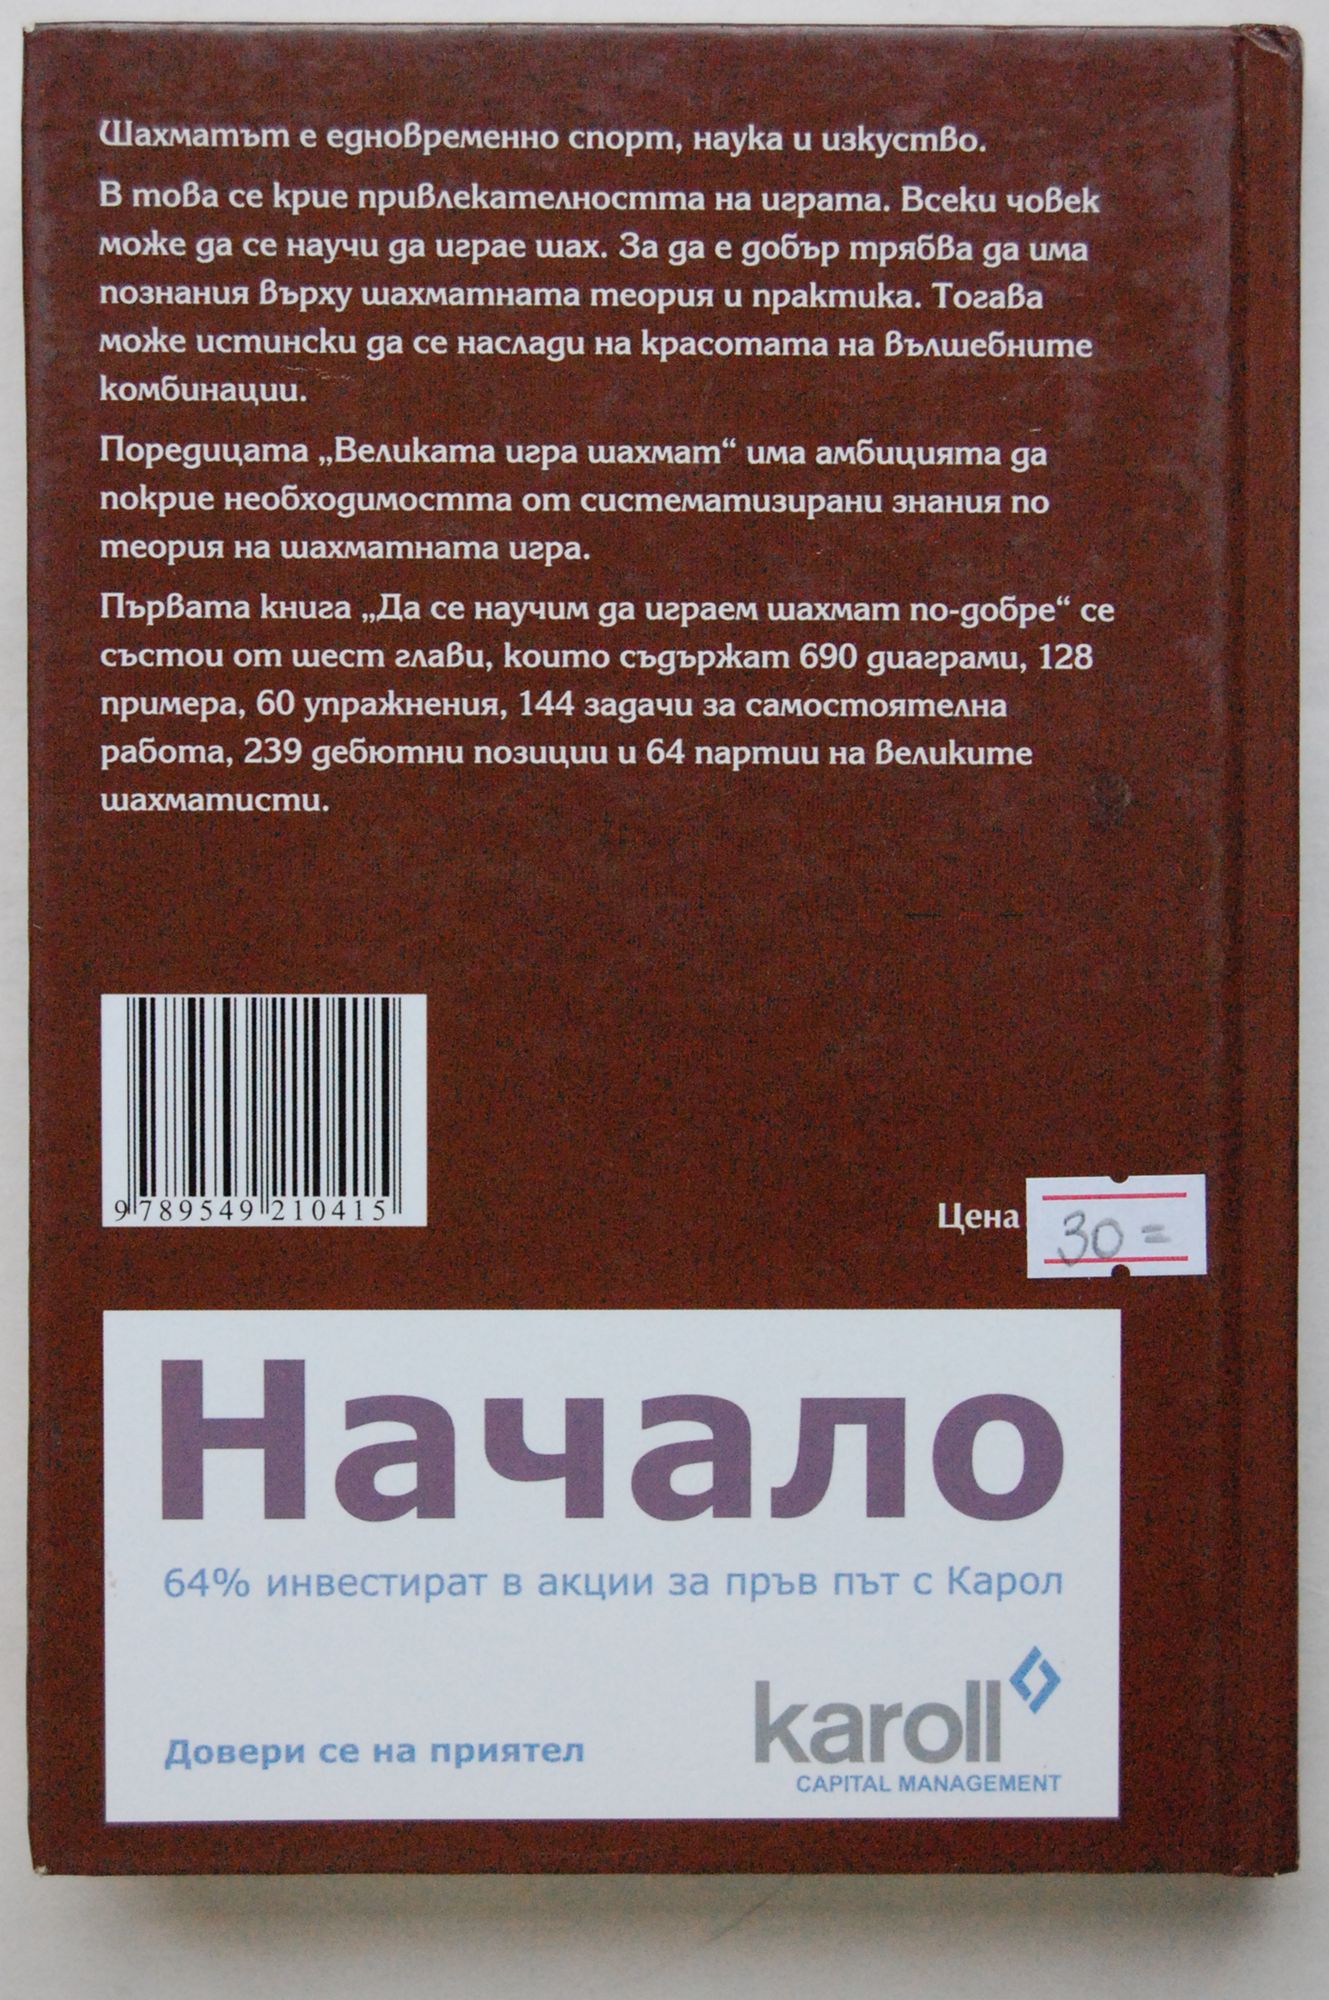 Шахматът е едновременно спорт, наука и изкуство.
В това се крие привлекателността на играта. Всеки човек
може да се научи да играе шах. За да е добър трябва да има
познания върху шахматната теория и практика. Тогава
може истински да се наслади на красотата на вълшебните
комбинации.
Поредицата „Великата игра шахмат“ има амбицията да
покрие необходимостта от систематизирани знания по
теория на шахматната игра.
Първата книга „Да се научим да играем шахмат по-добре“ се
състои от шест глави, които съдържат 690 диаграми, 128
примера, 60 упражнения, 144 задачи за самостоятелна
работа, 239 дебютни позиции и 64 партии на великите
шахматисти.
9 789549 210415
Цена 30=
Начало
64% инвестират в акции за пръв път с Карол
Довери се на приятел
karoll
CAPITAL MANAGEMENT